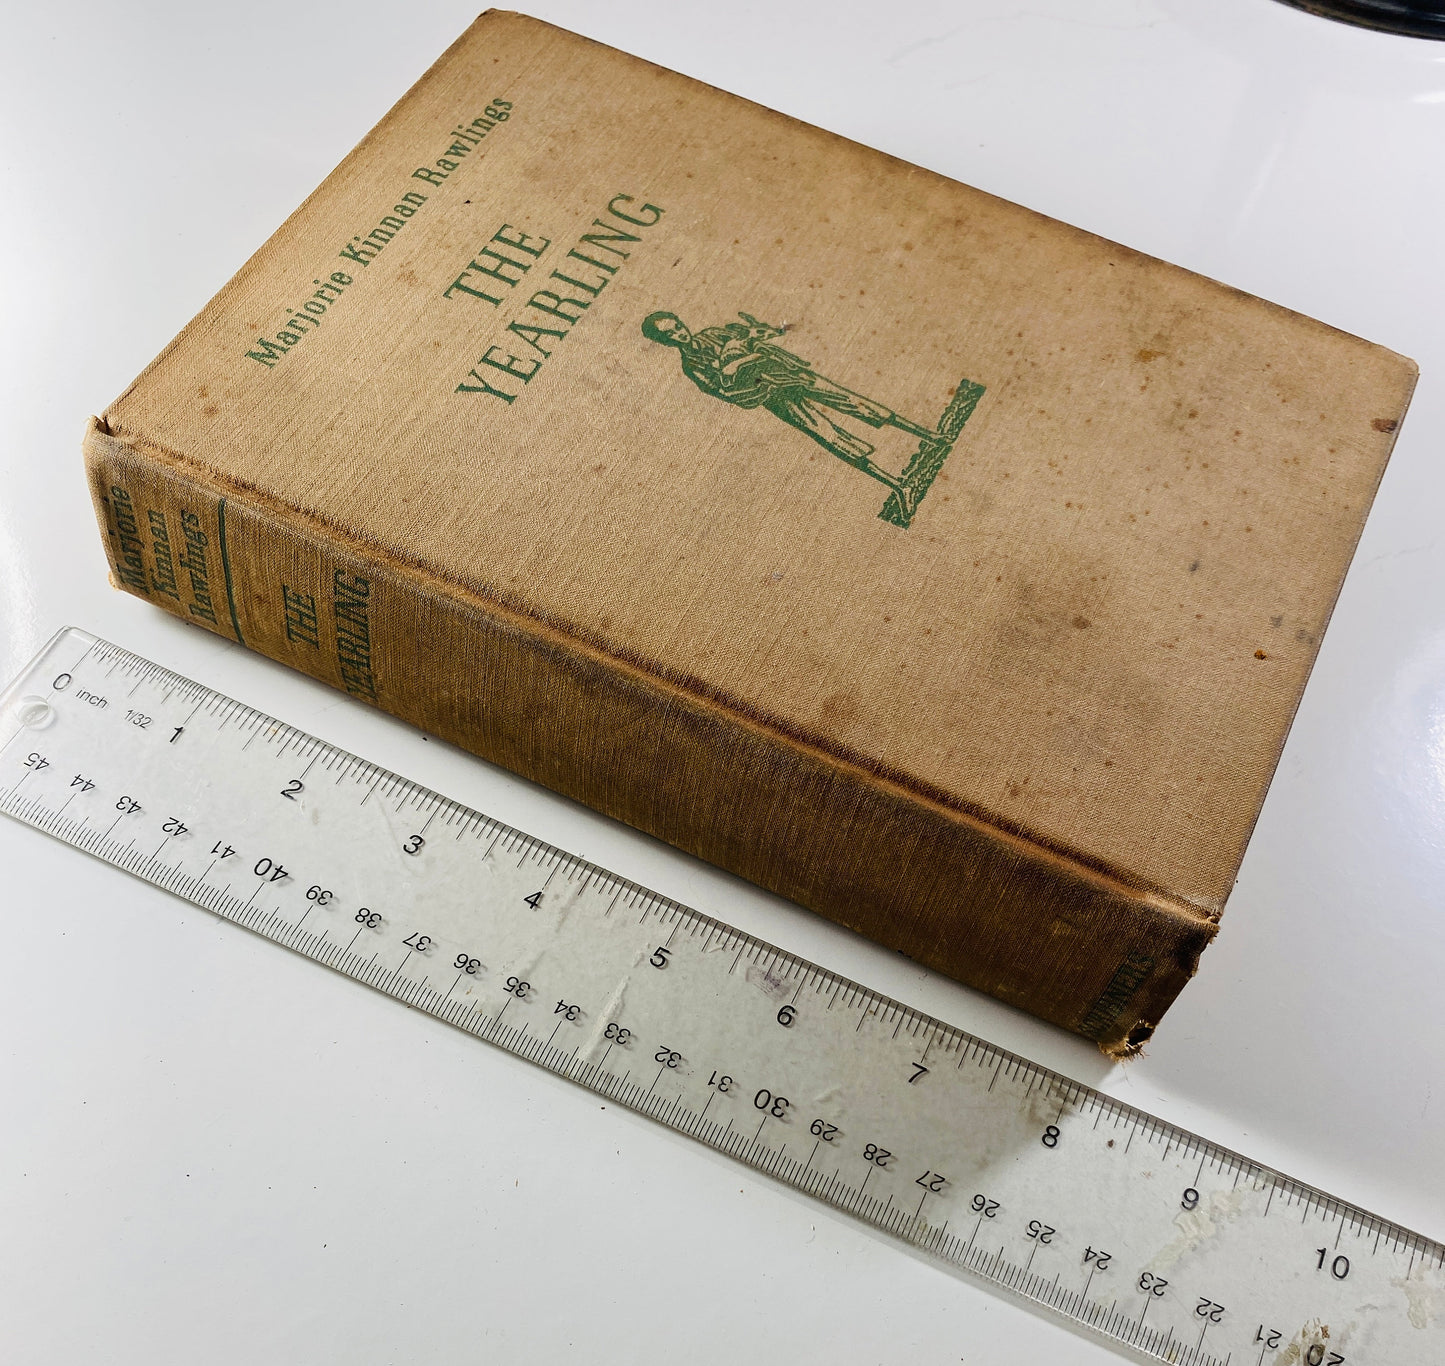 Marjorie Kinnan Rawlings
THE
YEARLING
Marjorie
Kinnan
Rawlings
THE
YEARLING
SCRIBNERS
0 inch 1/32 1 2 3 4 5 6 7 8 9 10
45 44 43 42 41 40 39 38 37 36 35 34 33 32 31 30 29 28 27 26 25 24 23 22 21 20